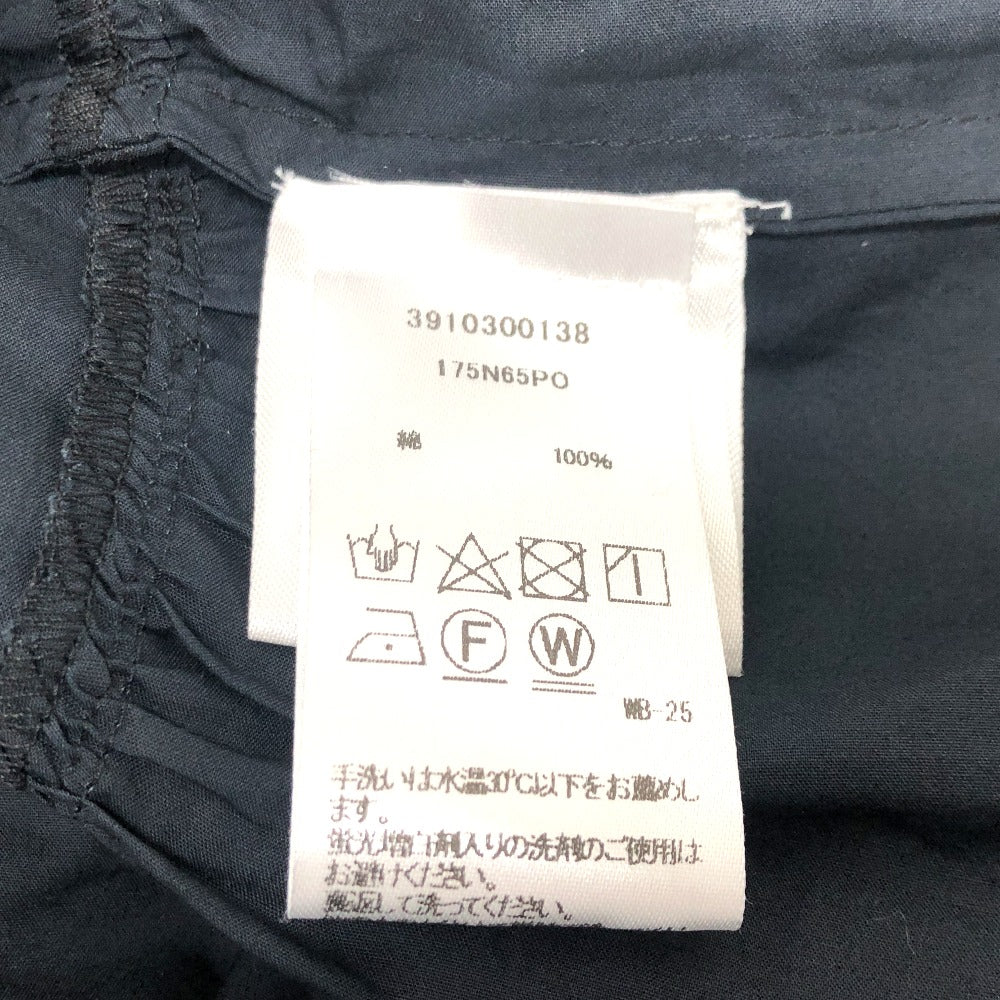 3910300138
175N65PO
綿 100%
F W
WB-25
手洗いは水温30℃以下をお薦めし
ます。
蛍光増白剤入りの洗剤のご使用は
お避けください。
裏返して洗ってください。